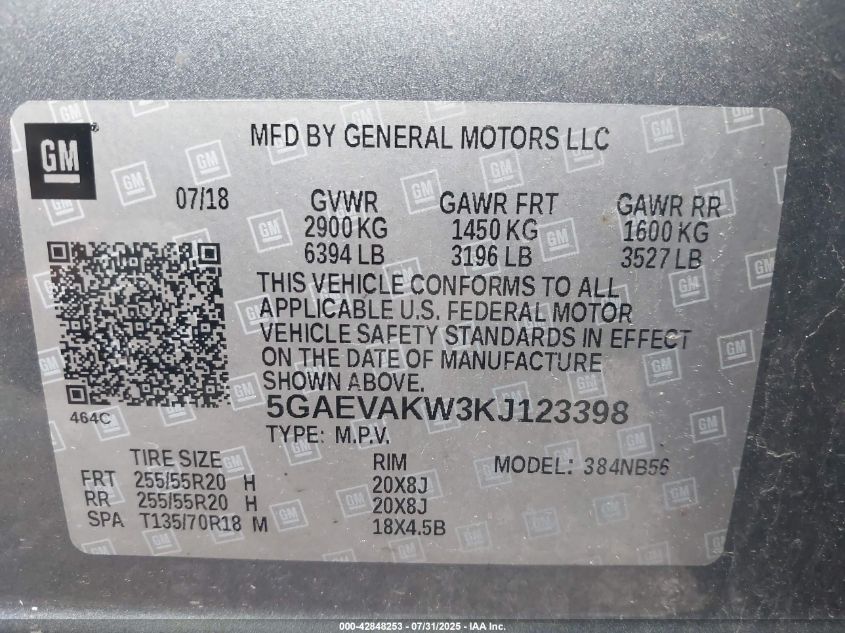 GM
MFD BY GENERAL MOTORS LLC
07/18 GVWR GAWR FRT GAWR RR
2900 KG 1450 KG 1600 KG
6394 LB 3196 LB 3527 LB
THIS VEHICLE CONFORMS TO ALL
APPLICABLE U.S. FEDERAL MOTOR
VEHICLE SAFETY STANDARDS IN EFFECT
ON THE DATE OF MANUFACTURE
SHOWN ABOVE.
464C
5GAEVAKW3KJ123398
TYPE: M.P.V.
TIRE SIZE RIM MODEL: 384NB56
FRT 255/55R20 H 20X8J
RR 255/55R20 H 20X8J
SPA T135/70R18 M 18X4.5B
000-42848253 - 07/31/2025 - IAA Inc.